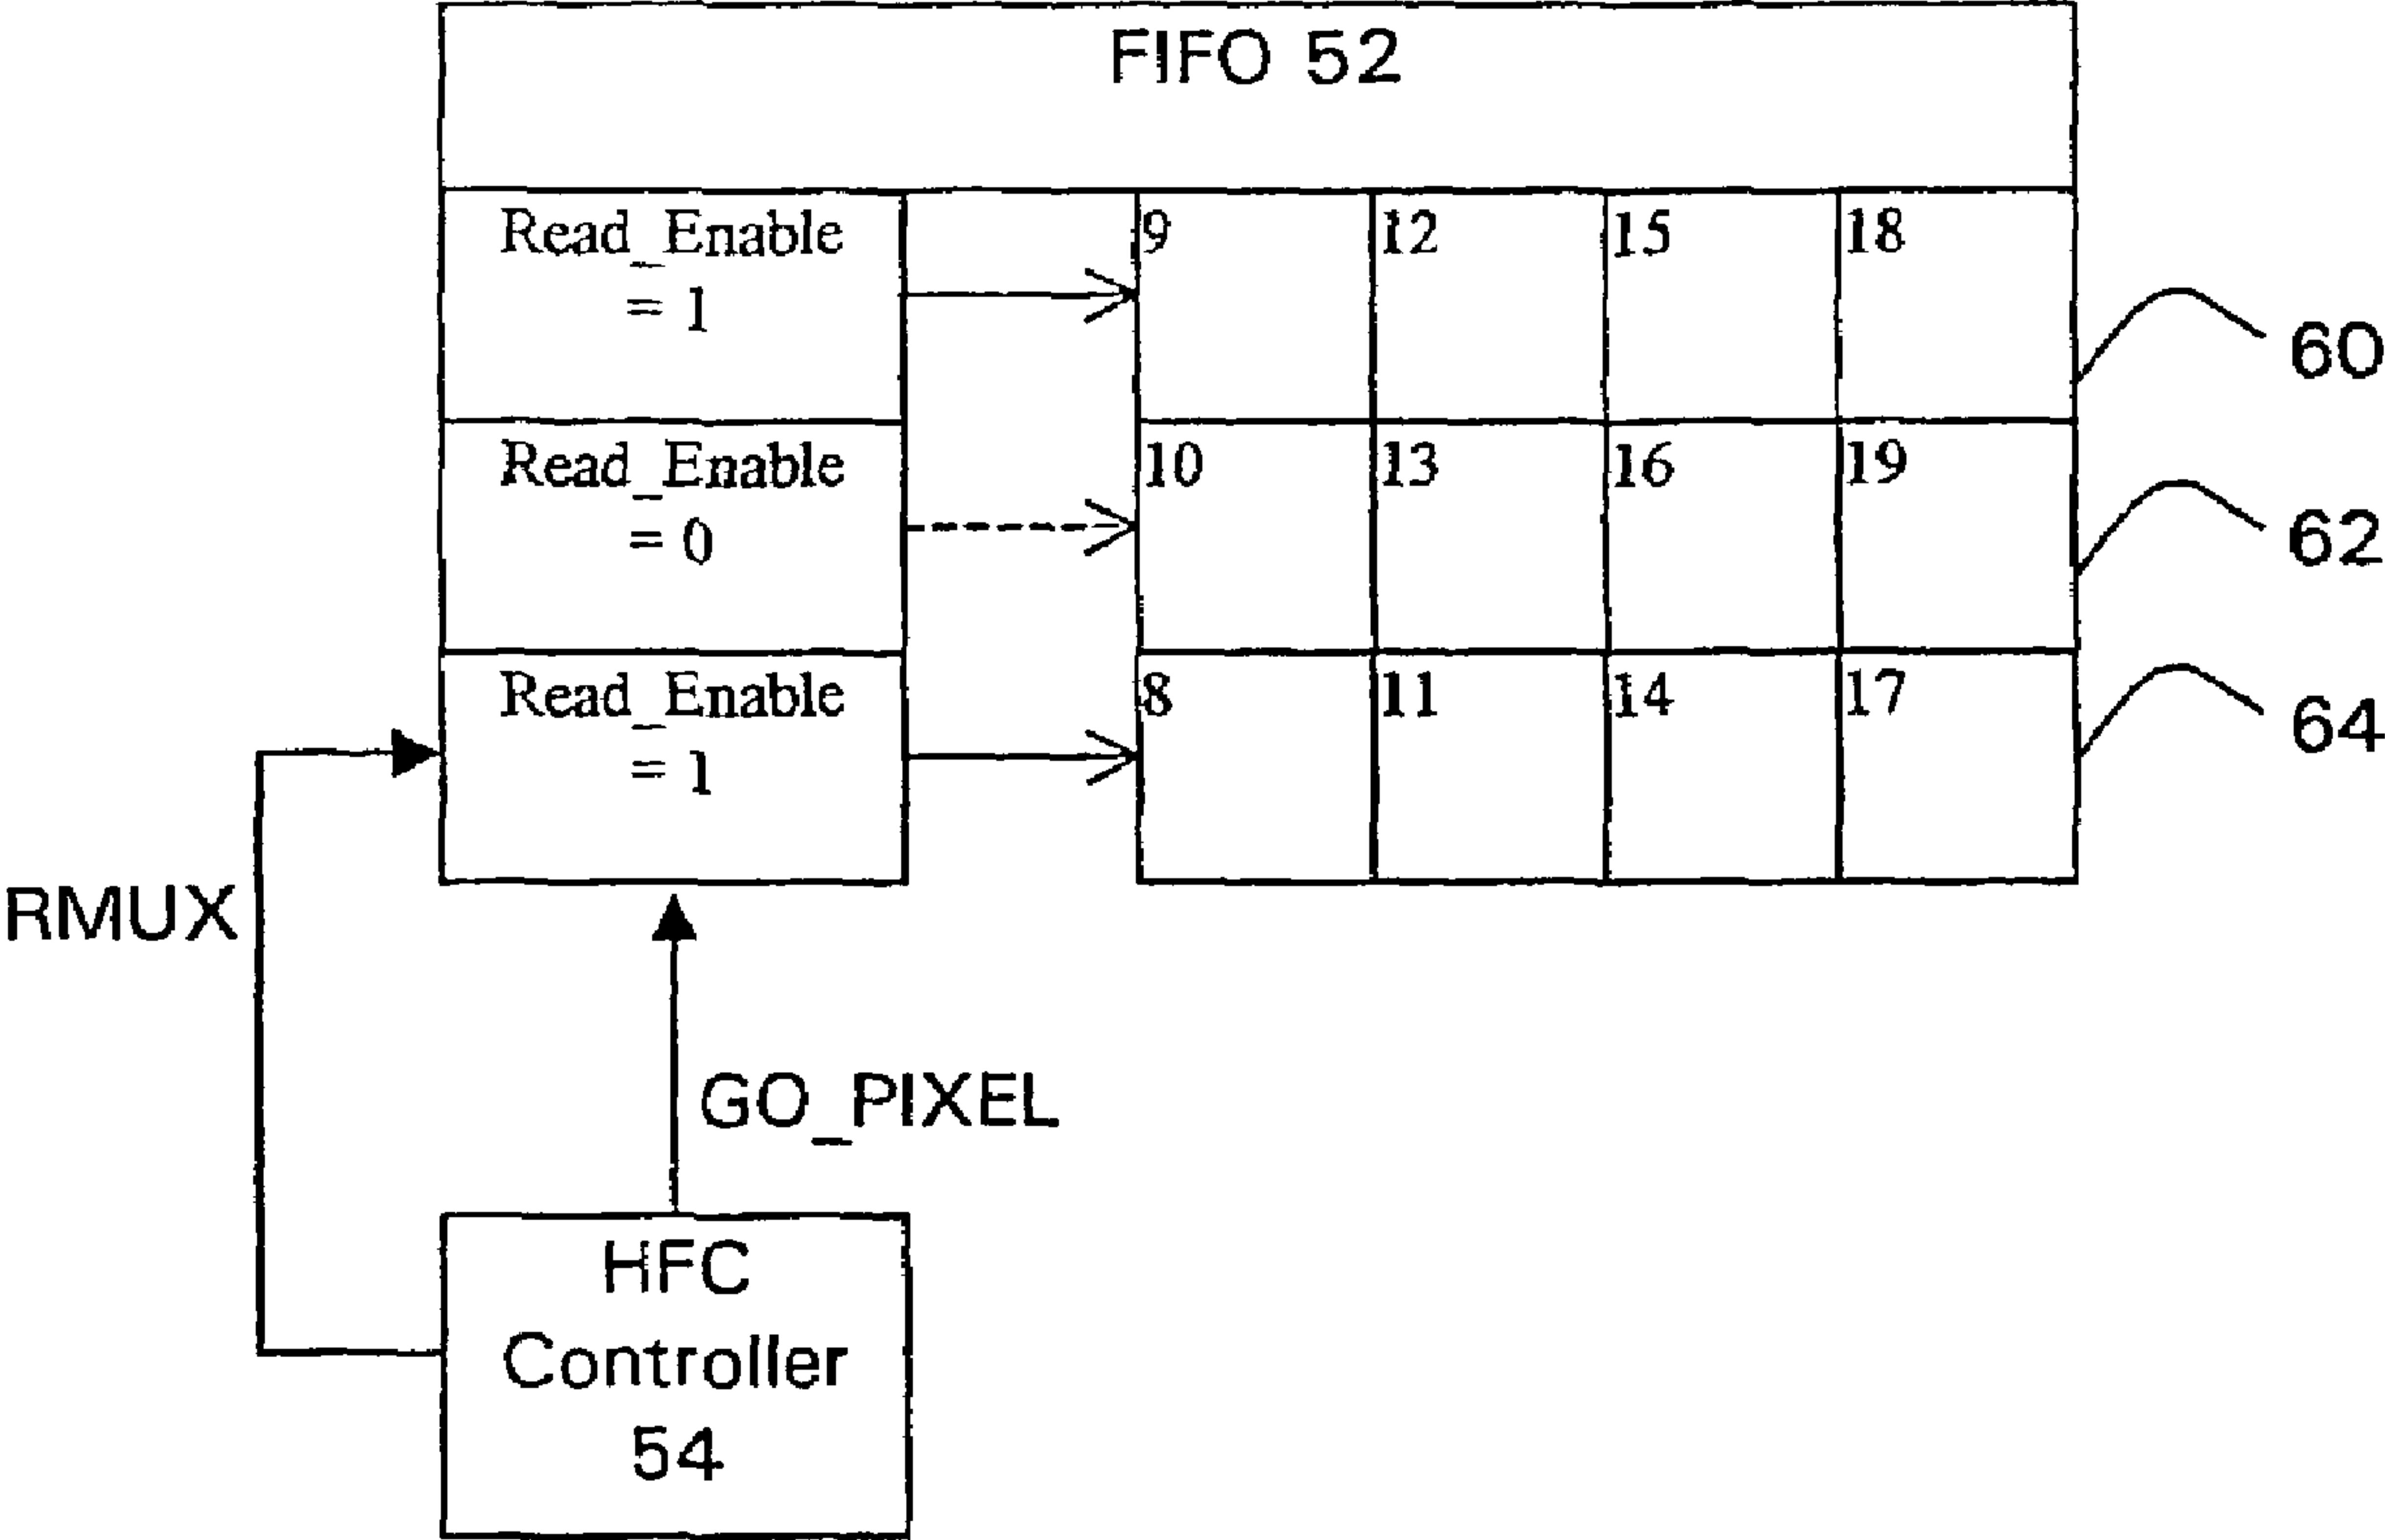 FIFO 52
Read_Enable
= 1
9
12
15
18
60
Read_Enable
= 0
10
13
16
19
62
Read_Enable
= 1
8
11
14
17
64
RMUX
GO_PIXEL
HFC
Controller
54